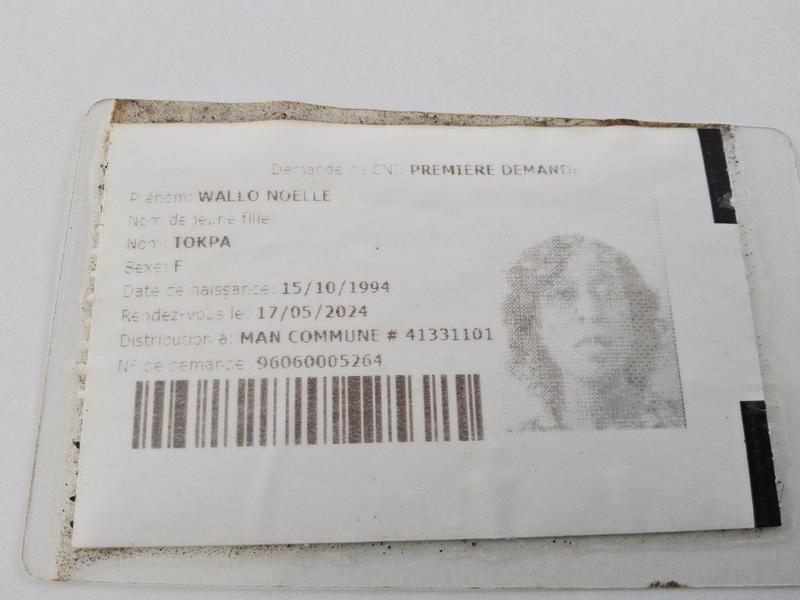 Demande de CNI: PREMIÈRE DEMANDE
Prénom: WALLO NOELLE
Nom de jeune fille:
Nom: TOKPA
Sexe: F
Date de naissance: 15/10/1994
Rendez-vous le: 17/05/2024
Distribution à: MAN COMMUNE # 41331101
N° de demande: 96060005264